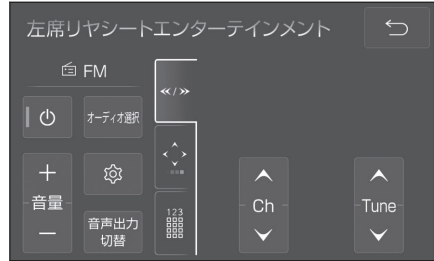 左席リヤシートエンターテインメント
FM
オーディオ選択
+
音量
-
音声出力
切替
123
Ch
Tune